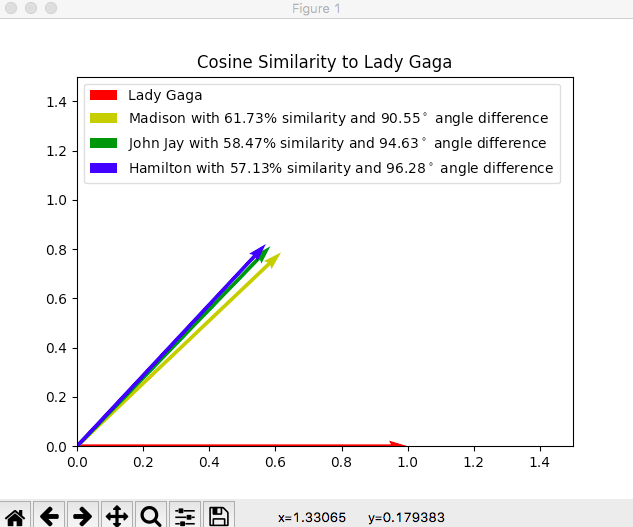 Figure 1
Cosine Similarity to Lady Gaga
1.4
Lady Gaga
Madison with 61.73% similarity and 90.55° angle difference
1.2
John Jay with 58.47% similarity and 94.63° angle difference
Hamilton with 57.13% similarity and 96.28° angle difference
1.0
0.8
0.6
0.4
0.2
0.0
0.0 0.2 0.4 0.6 0.8 1.0 1.2 1.4
x=1.33065 y=0.179383